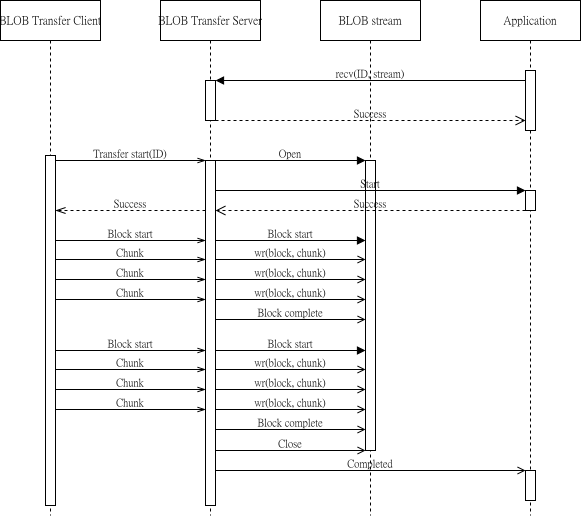 BLOB Transfer Client
BLOB Transfer Server
BLOB stream
Application
recv(ID, stream)
Success
Transfer start(ID)
Open
Start
Success
Success
Block start
Block start
Chunk
wr(block, chunk)
Chunk
wr(block, chunk)
Chunk
wr(block, chunk)
Block complete
Block start
Block start
Chunk
wr(block, chunk)
Chunk
wr(block, chunk)
Chunk
wr(block, chunk)
Block complete
Close
Completed